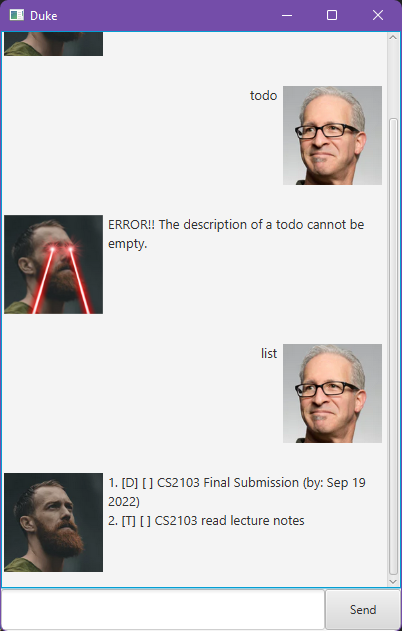 Duke
todo
ERROR!! The description of a todo cannot be
empty.
list
1. [D] [ ] CS2103 Final Submission (by: Sep 19
2022)
2. [T] [ ] CS2103 read lecture notes
Send